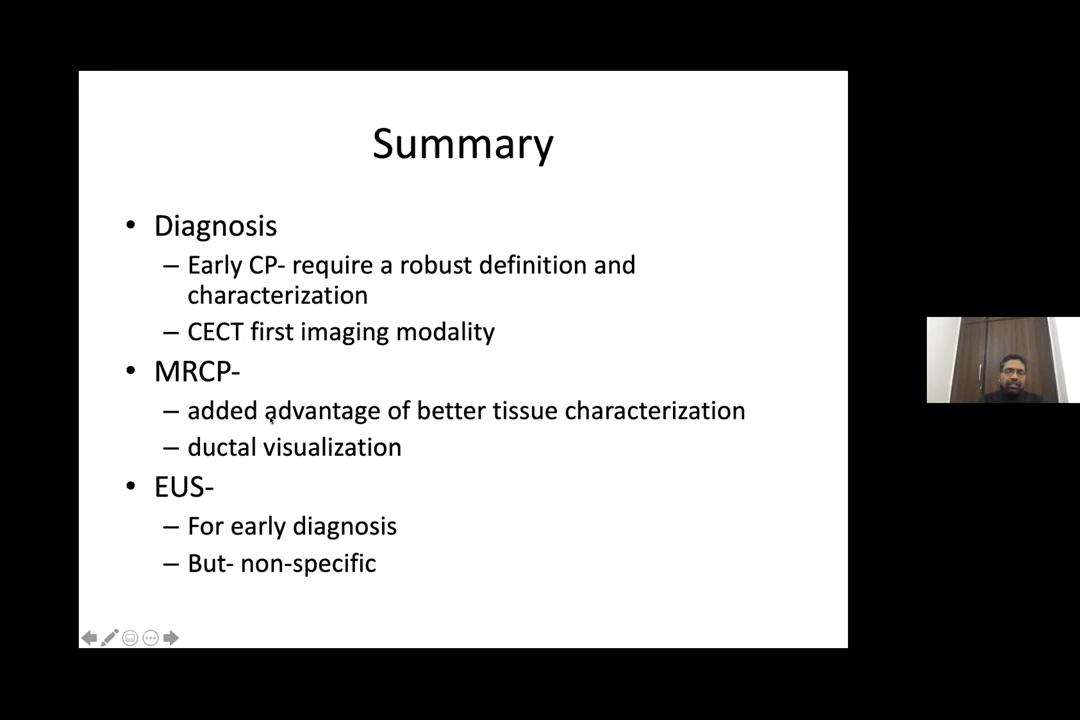 Summary
• Diagnosis
– Early CP- require a robust definition and
characterization
– CECT first imaging modality
• MRCP-
– added advantage of better tissue characterization
– ductal visualization
• EUS-
– For early diagnosis
– But- non-specific